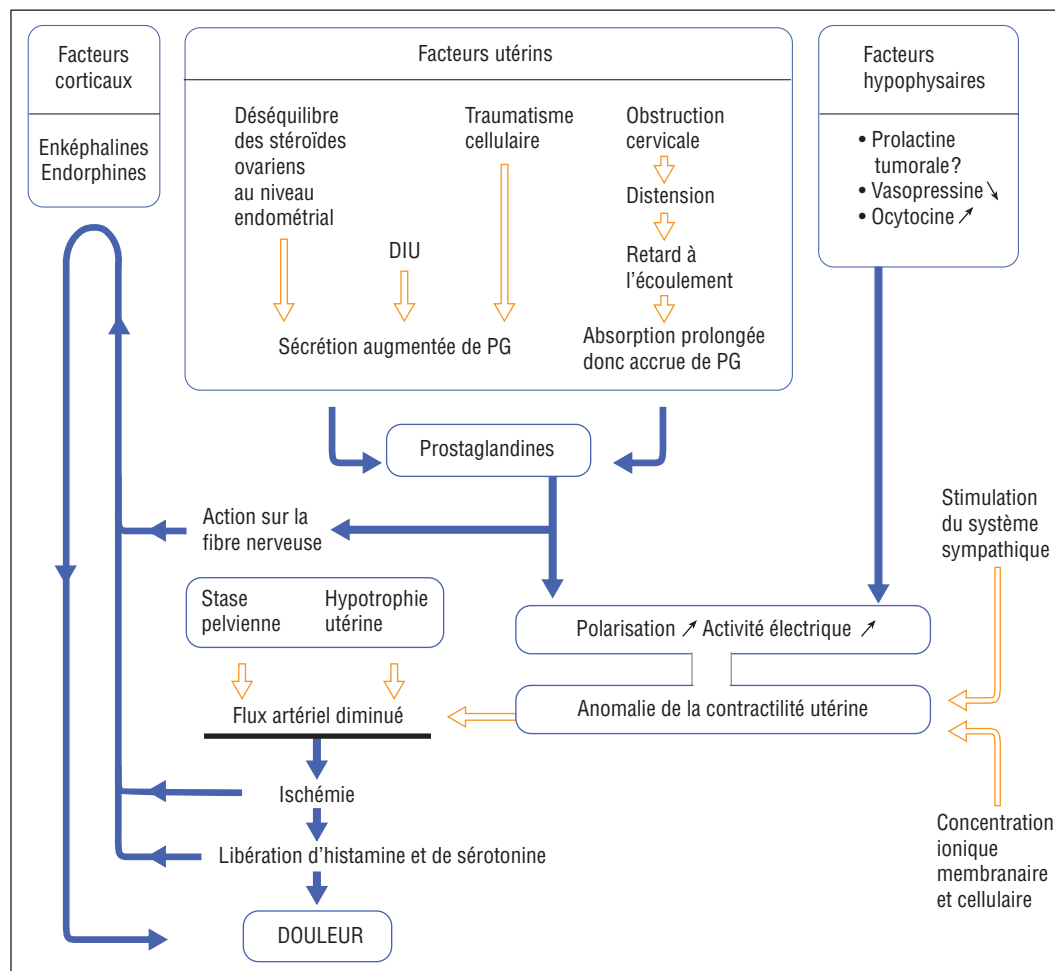 Facteurs
corticaux
Enképhalines
Endorphines
Facteurs utérins
Déséquilibre
des stéroïdes
ovariens
au niveau
endométrial
DIU
Traumatisme
cellulaire
Sécrétion augmentée de PG
Obstruction
cervicale
Distension
Retard à
l’écoulement
Absorption prolongée
donc accrue de PG
Facteurs
hypophysaires
• Prolactine
tumorale?
• Vasopressine ↘
• Ocytocine ↗
Prostaglandines
Action sur la
fibre nerveuse
Stimulation
du système
sympathique
Stase
pelvienne
Hypotrophie
utérine
Polarisation ↗ Activité électrique ↗
Flux artériel diminué
Anomalie de la contractilité utérine
Ischémie
Libération d’histamine et de sérotonine
Concentration
ionique
membranaire
et cellulaire
DOULEUR